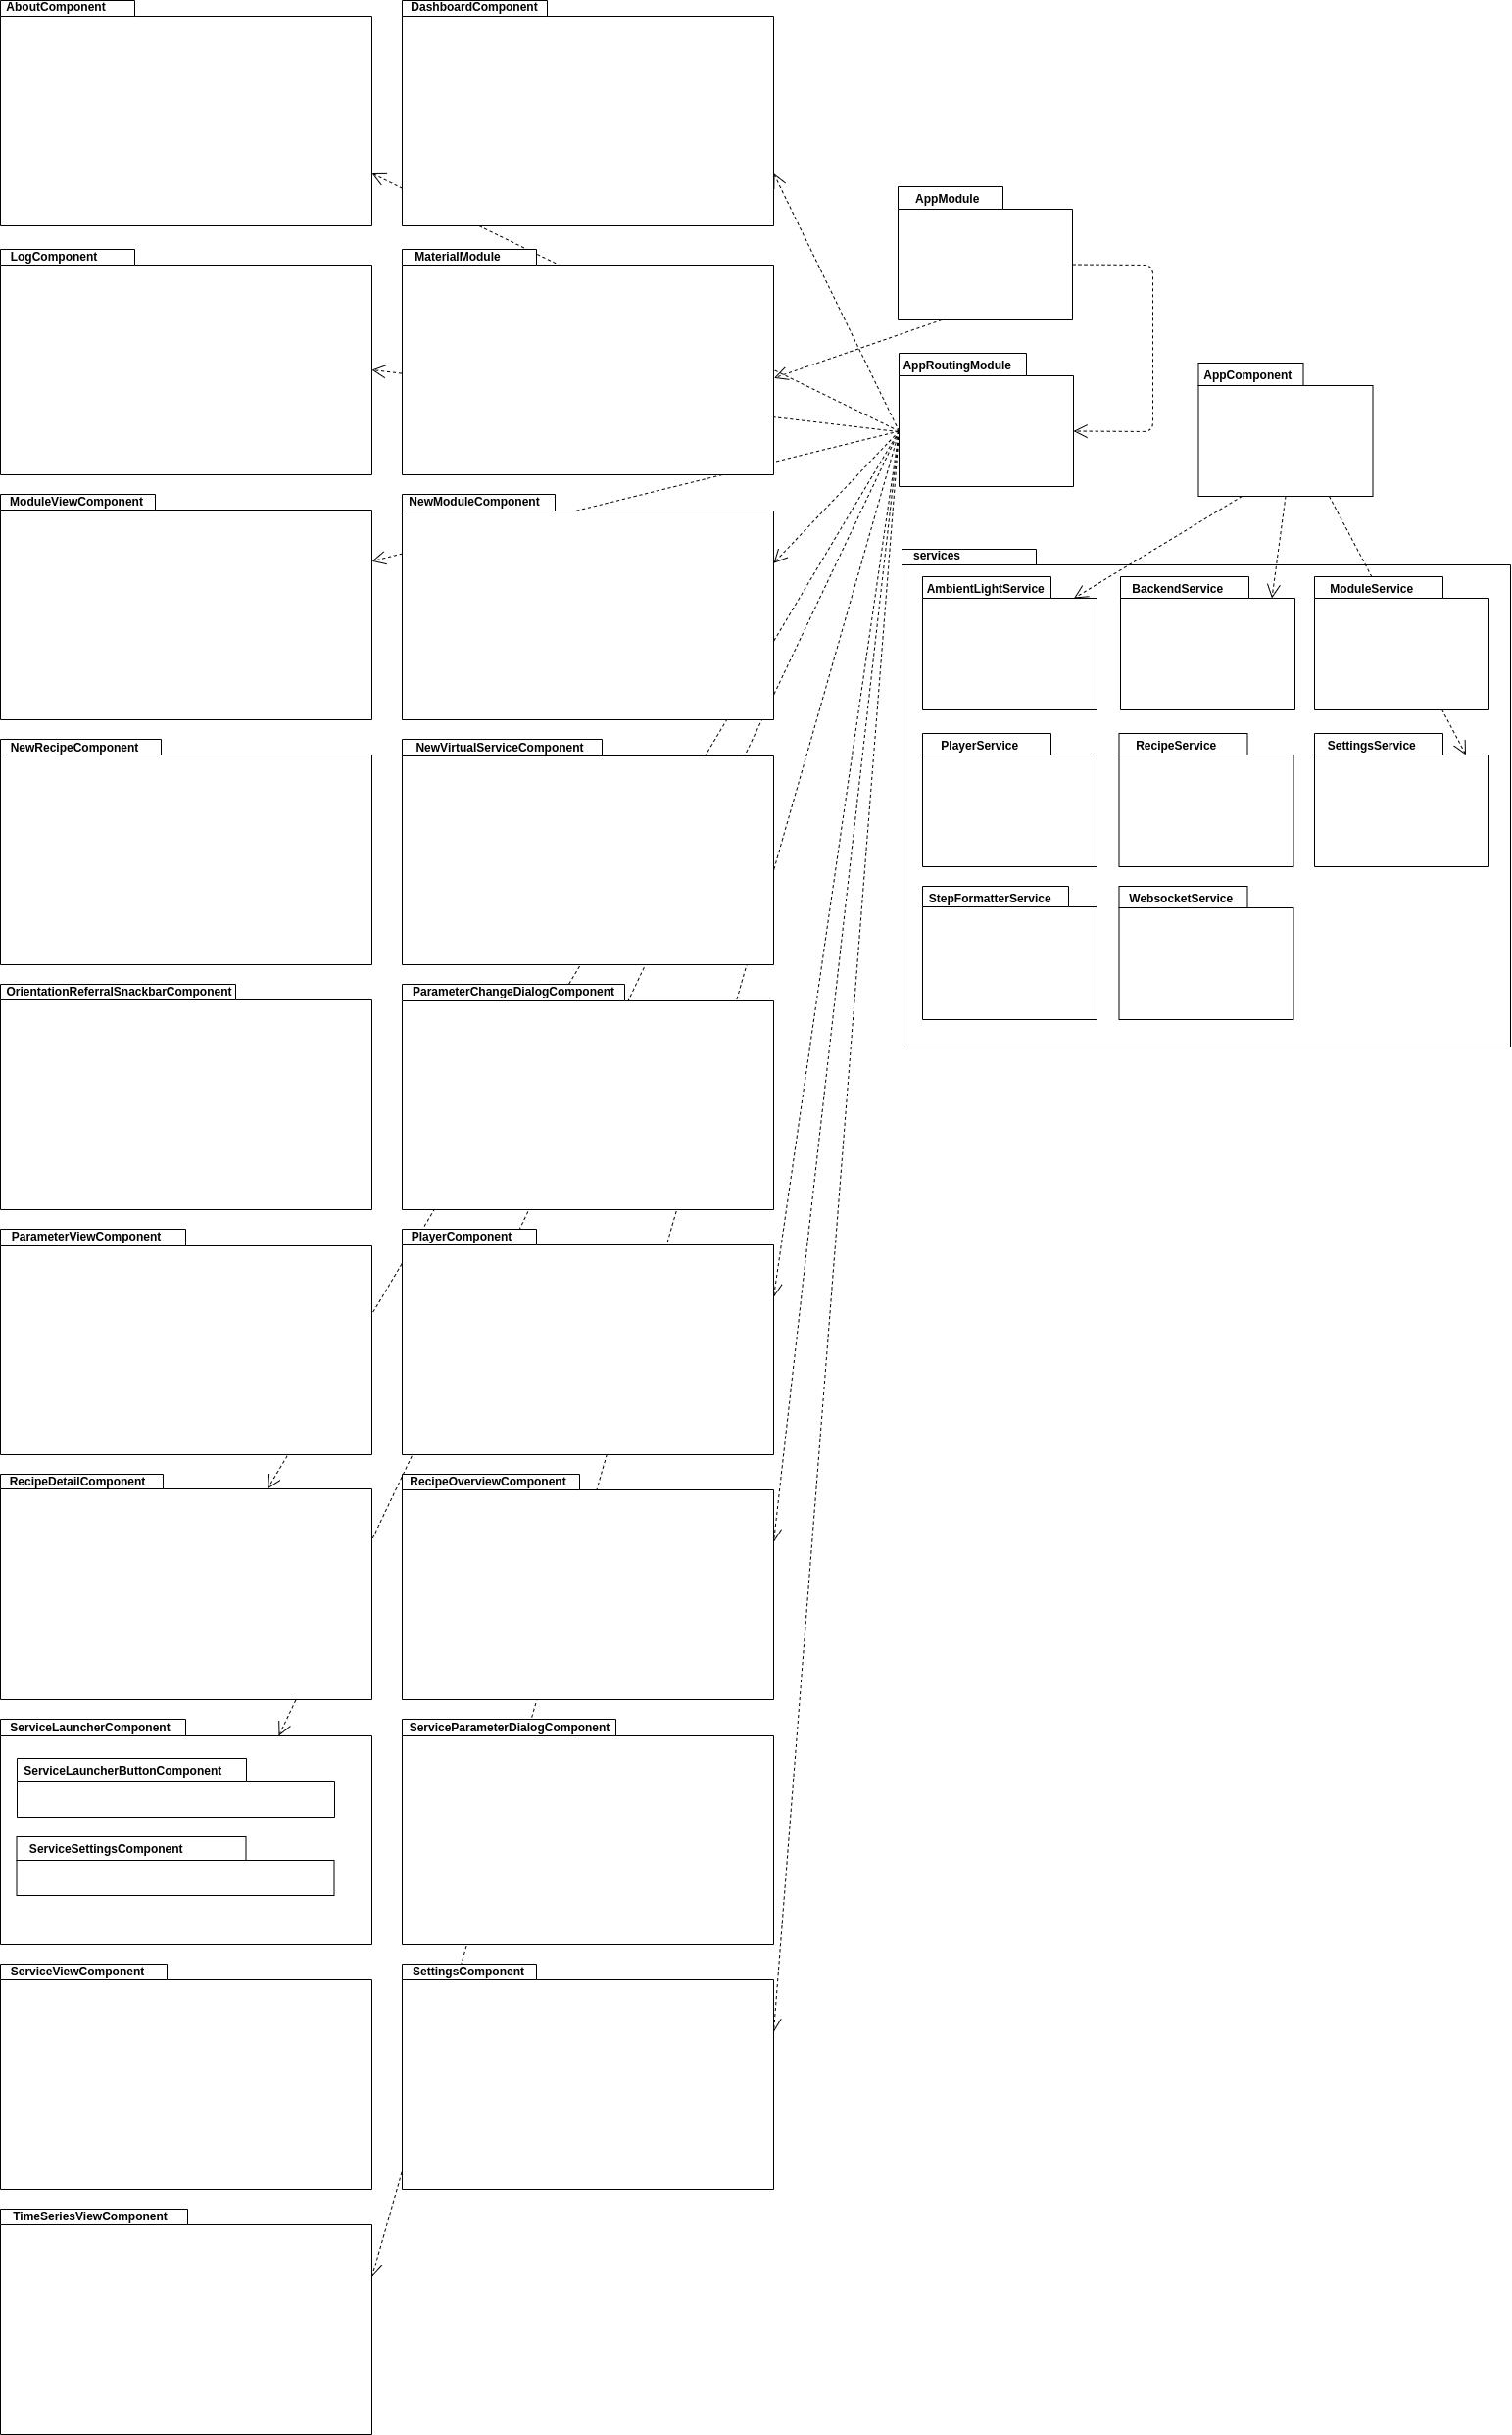 AboutComponent
DashboardComponent
AppModule
LogComponent
MaterialModule
AppRoutingModule
AppComponent
ModuleViewComponent
NewModuleComponent
services
AmbientLightService
BackendService
ModuleService
NewRecipeComponent
NewVirtualServiceComponent
PlayerService
RecipeService
SettingsService
StepFormatterService
WebsocketService
OrientationReferralSnackbarComponent
ParameterChangeDialogComponent
ParameterViewComponent
PlayerComponent
RecipeDetailComponent
RecipeOverviewComponent
ServiceLauncherComponent
ServiceParameterDialogComponent
ServiceLauncherButtonComponent
ServiceSettingsComponent
ServiceViewComponent
SettingsComponent
TimeSeriesViewComponent